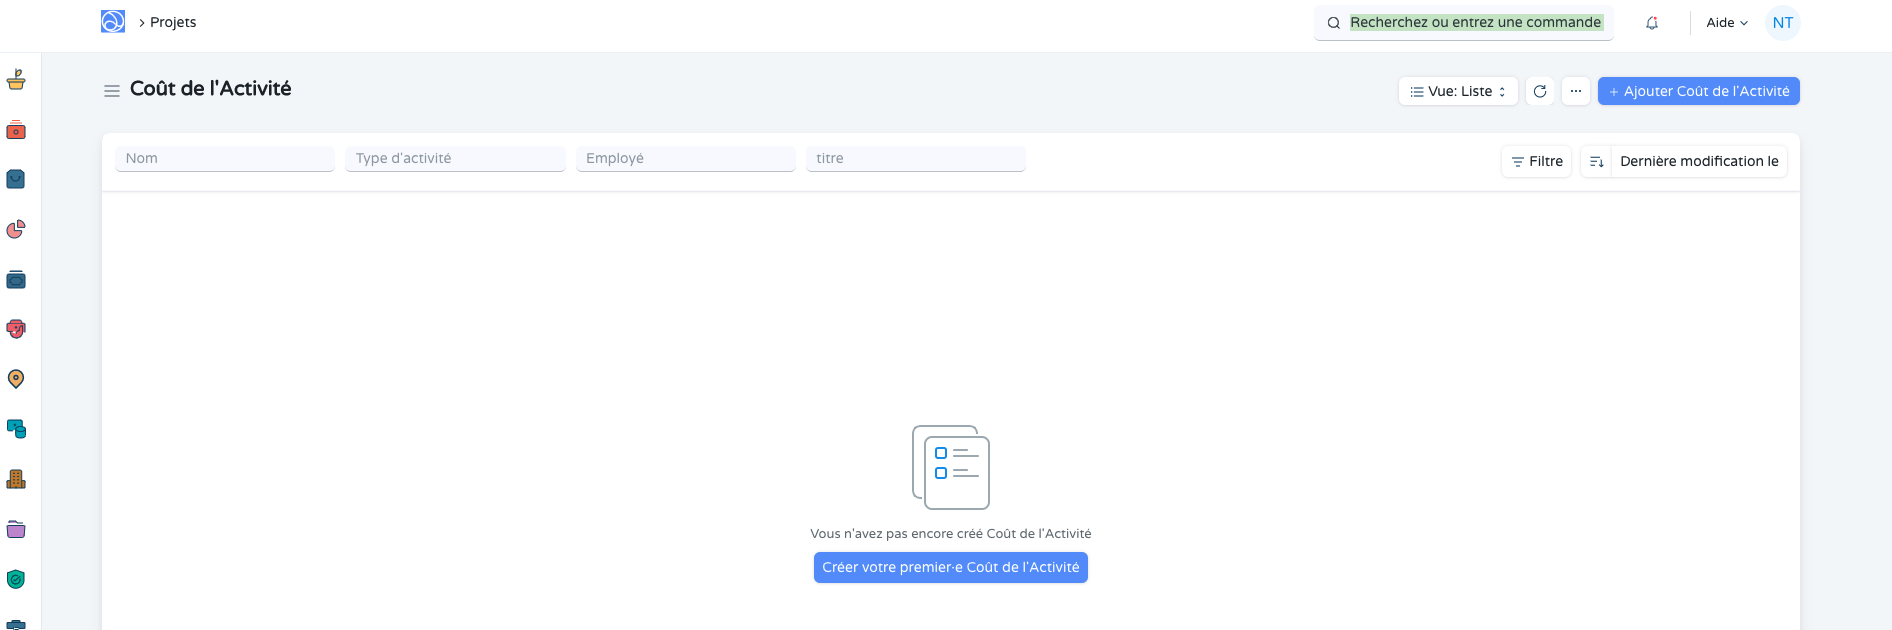 Projets
Recherchez ou entrez une commande
Aide
NT
Coût de l'Activité
Vue: Liste
Ajouter Coût de l'Activité
Nom
Type d'activité
Employé
titre
Filtre
Dernière modification le
Vous n'avez pas encore créé Coût de l'Activité
Créer votre premier·e Coût de l'Activité